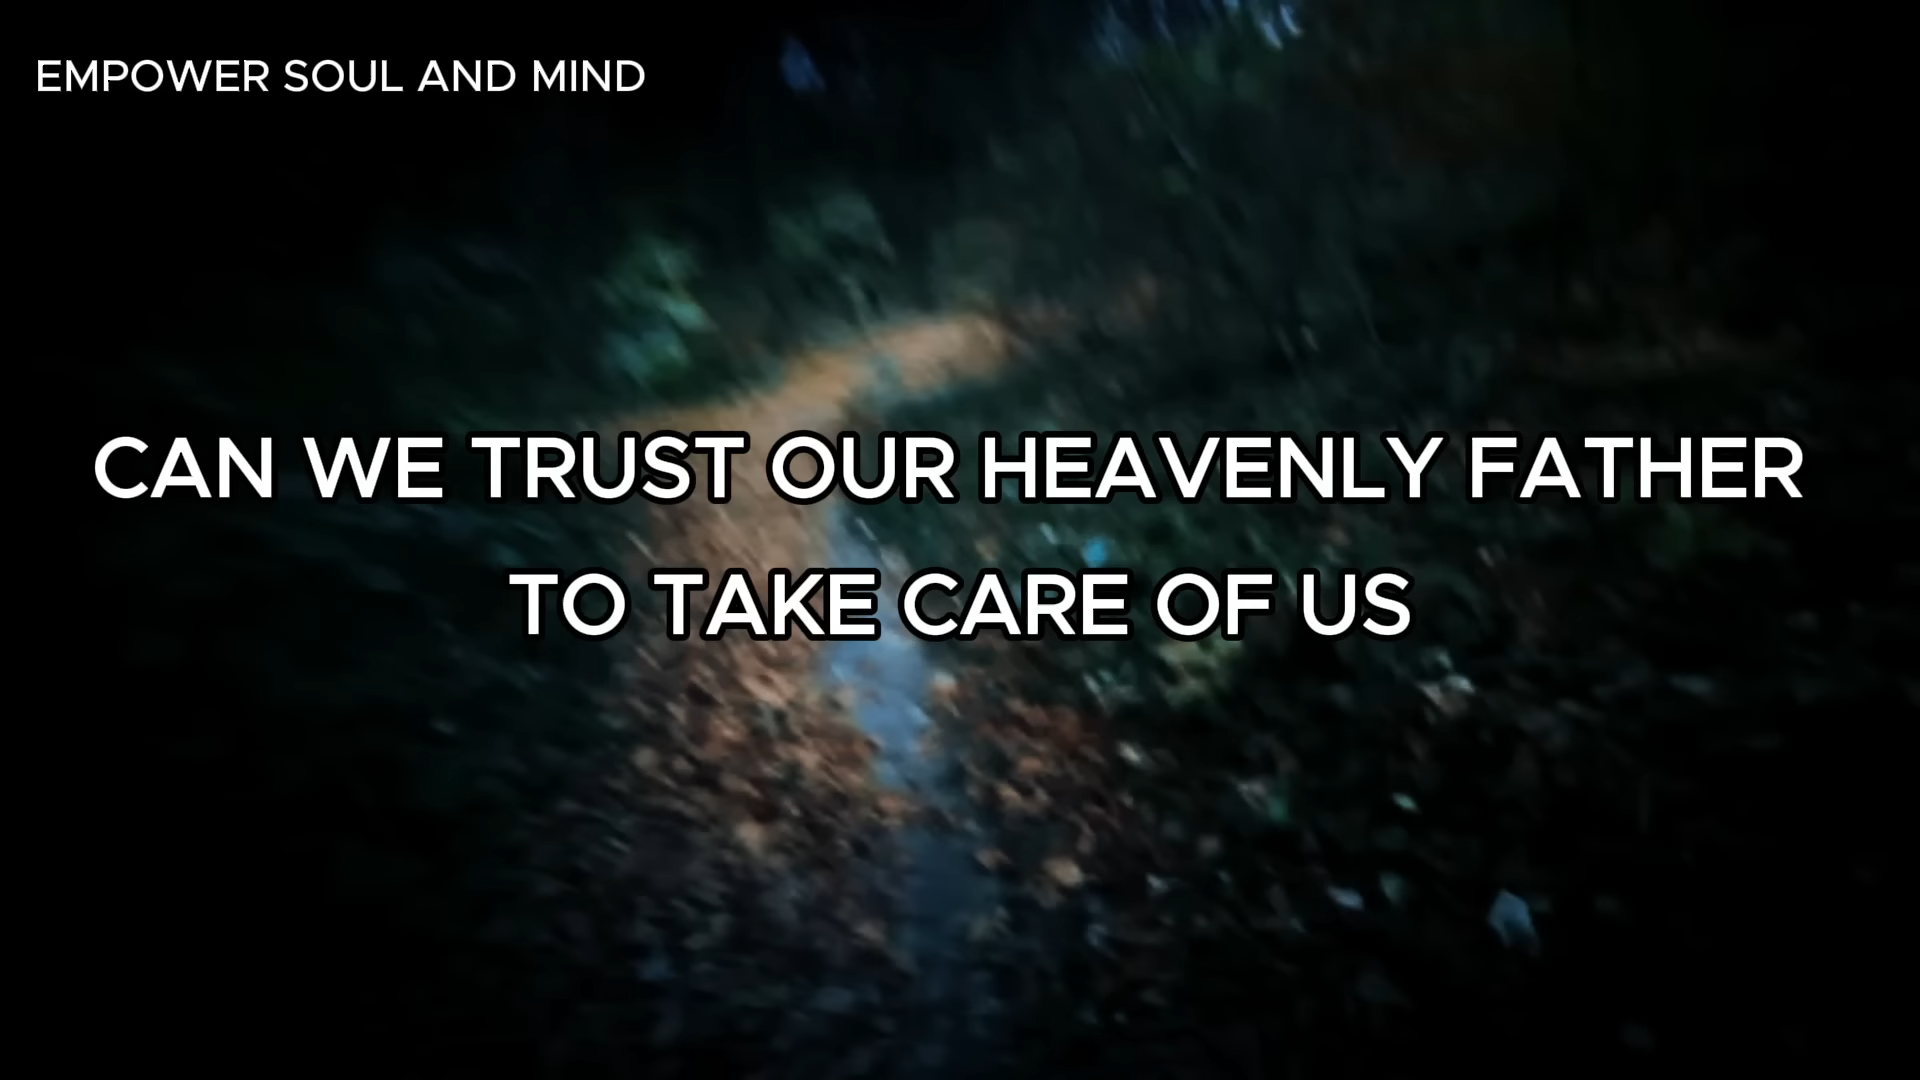 EMPOWER SOUL AND MIND
CAN WE TRUST OUR HEAVENLY FATHER
TO TAKE CARE OF US